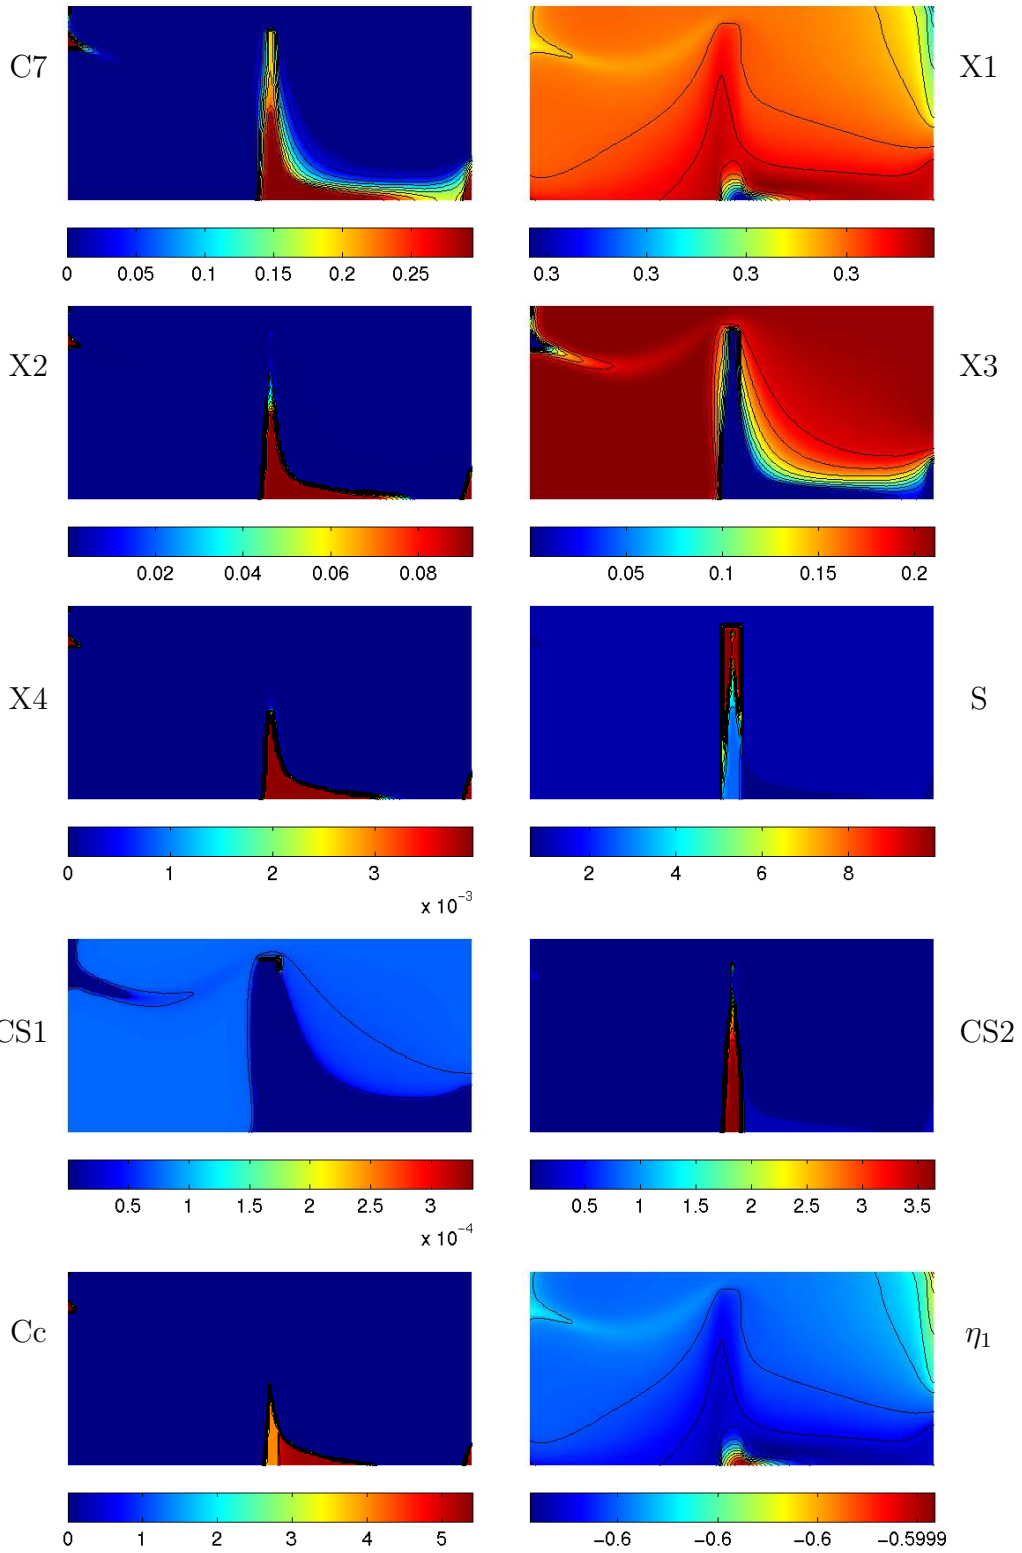 C7
X1
0 0.05 0.1 0.15 0.2 0.25
0.3 0.3 0.3 0.3
X2
X3
0.02 0.04 0.06 0.08
0.05 0.1 0.15 0.2
X4
S
0 1 2 3
x 10⁻³
2 4 6 8
CS1
CS2
0.5 1 1.5 2 2.5 3
x 10⁻⁴
0.5 1 1.5 2 2.5 3 3.5
Cc
η₁
0 1 2 3 4 5
−0.6 −0.6 −0.6 −0.5999